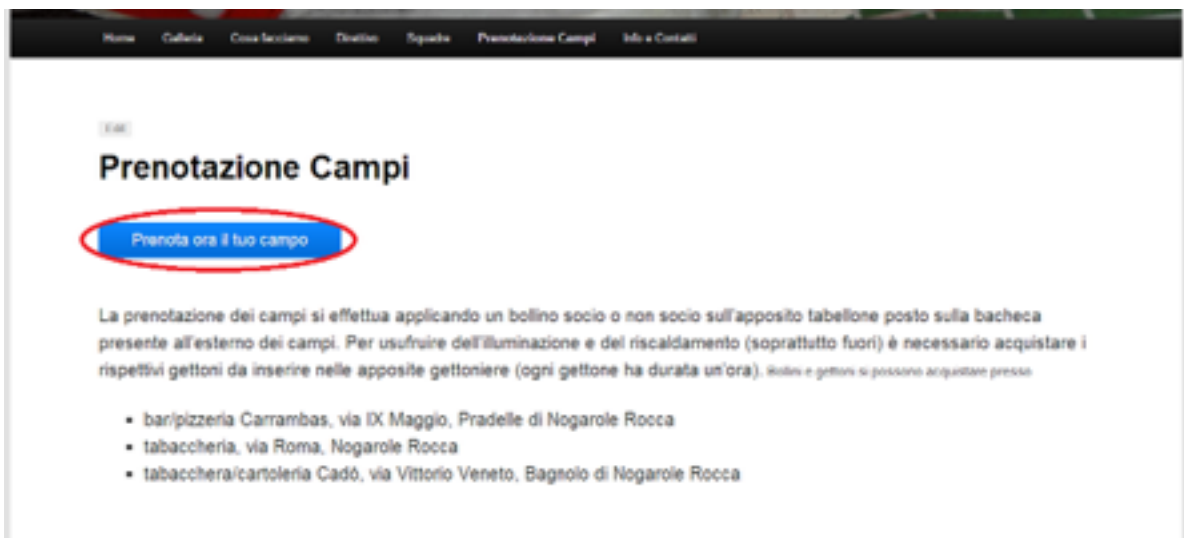 Home Galleria Cosa facciamo Direttivo Squadre Prenotazione Campi Info e Contatti
Edit
Prenotazione Campi
Prenota ora il tuo campo
La prenotazione dei campi si effettua applicando un bollino socio o non socio sull'apposito tabellone posto sulla bacheca
presente all'esterno dei campi. Per usufruire dell'illuminazione e del riscaldamento (soprattutto fuori) è necessario acquistare i
rispettivi gettoni da inserire nelle apposite gettoniere (ogni gettone ha durata un'ora). Bollini e gettoni si possono acquistare presso
bar/pizzeria Carrambas, via IX Maggio, Pradelle di Nogarole Rocca
tabaccheria, via Roma, Nogarole Rocca
tabacchera/cartoleria Cadò, via Vittorio Veneto, Bagnolo di Nogarole Rocca